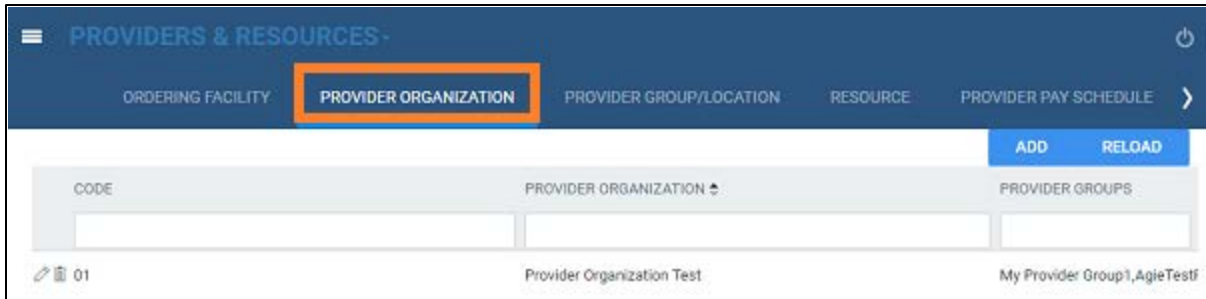 PROVIDERS & RESOURCES
ORDERING FACILITY PROVIDER ORGANIZATION PROVIDER GROUP/LOCATION RESOURCE PROVIDER PAY SCHEDULE
ADD RELOAD
CODE PROVIDER ORGANIZATION PROVIDER GROUPS
01 Provider Organization Test My Provider Group1,AgieTest